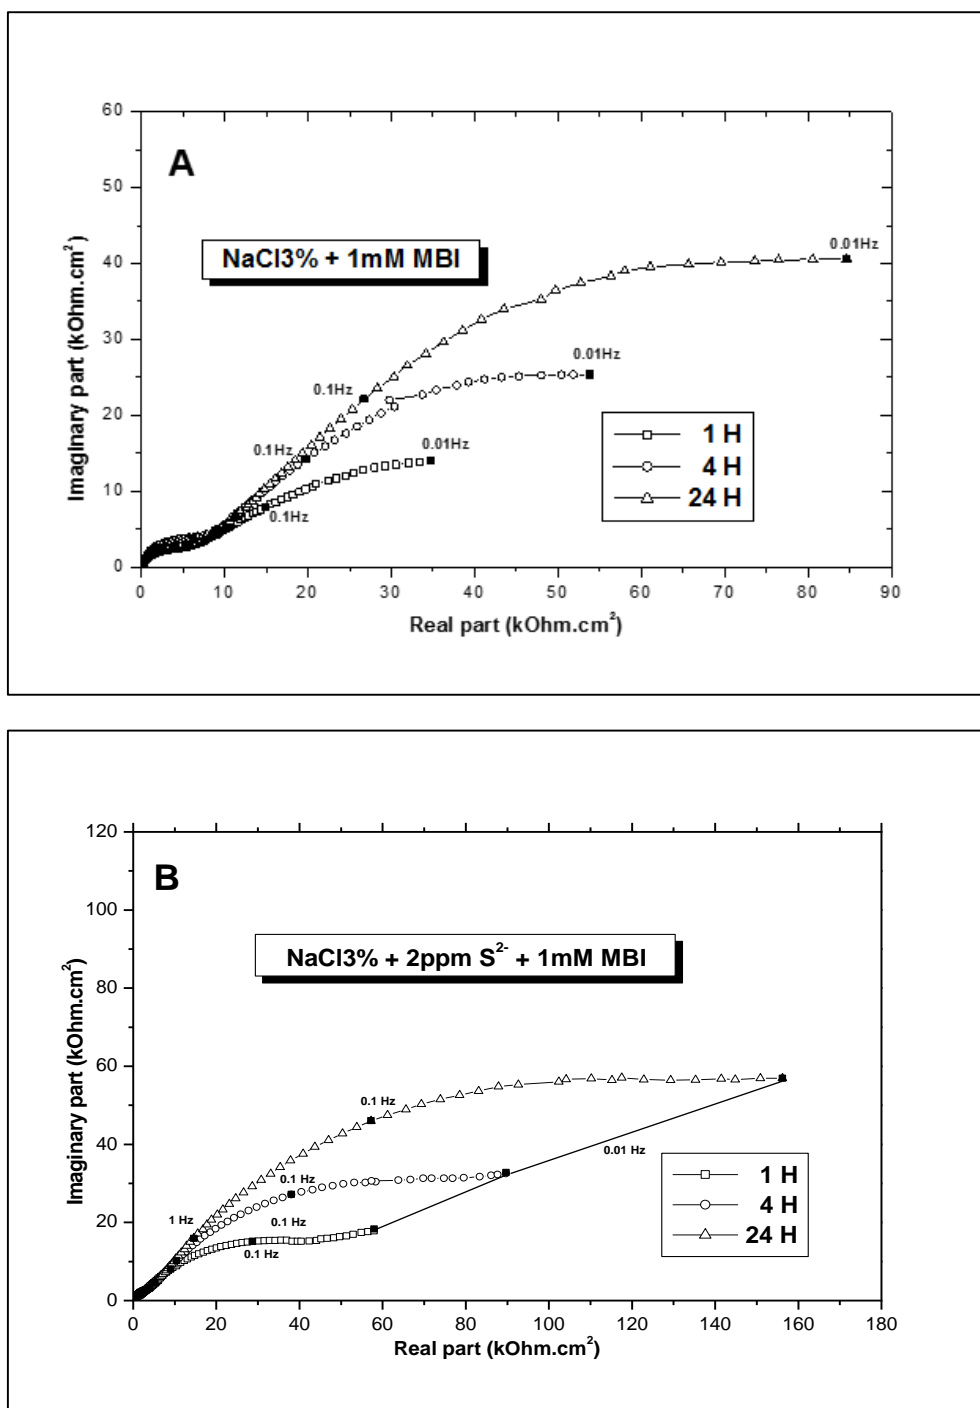 A
NaCl3% + 1mM MBI
Imaginary part (kOhm.cm²)
60
50
40
30
20
10
0
0.01Hz
0.1Hz
0.01Hz
0.1Hz
0.01Hz
0.1Hz
1 H
4 H
24 H
0 10 20 30 40 50 60 70 80 90
Real part (kOhm.cm²)
B
NaCl3% + 2ppm S²⁻ + 1mM MBI
Imaginary part (kOhm.cm²)
120
100
80
60
40
20
0
0.1 Hz
0.01 Hz
0.1 Hz
1 Hz
0.1 Hz
0.1 Hz
1 H
4 H
24 H
0 20 40 60 80 100 120 140 160 180
Real part (kOhm.cm²)